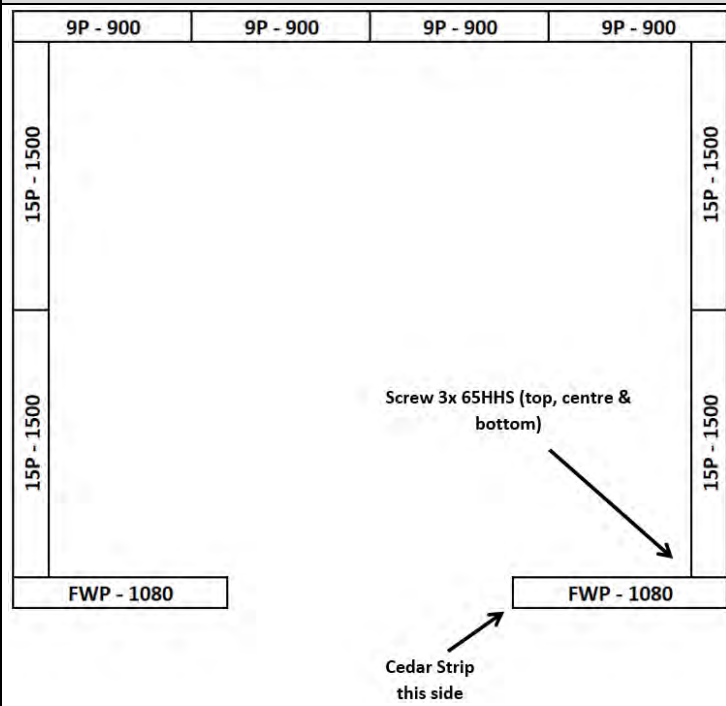 9P - 900
9P - 900
9P - 900
9P - 900
15P - 1500
15P - 1500
Screw 3x 65HHS (top, centre &
bottom)
15P - 1500
15P - 1500
FWP - 1080
FWP - 1080
Cedar Strip
this side